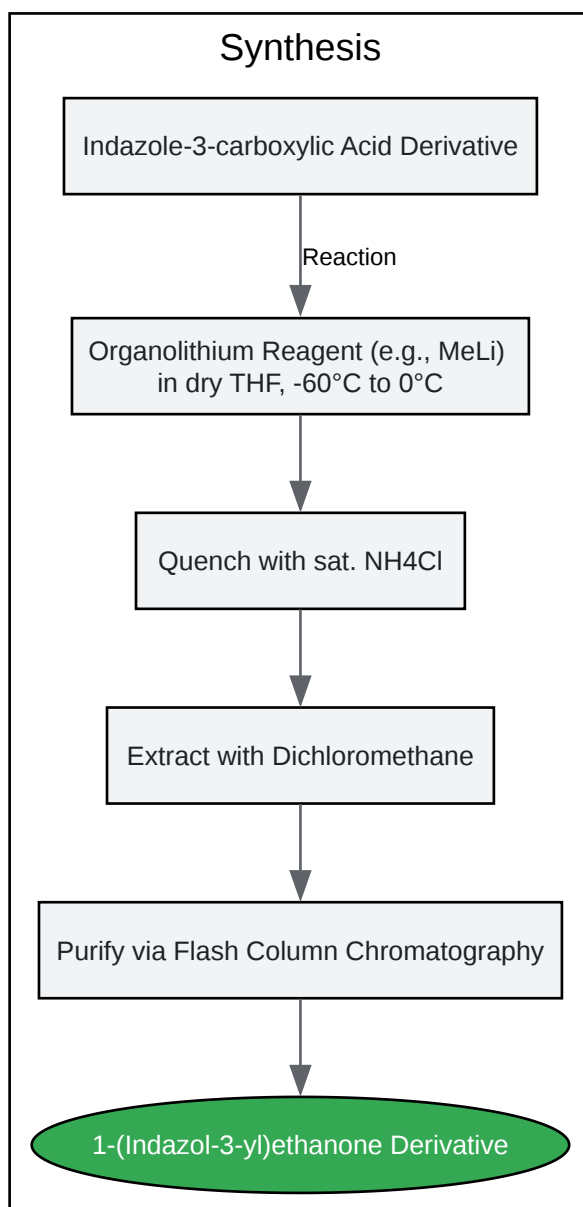 Synthesis
Indazole-3-carboxylic Acid Derivative
Reaction
Organolithium Reagent (e.g., MeLi)
in dry THF, -60°C to 0°C
Quench with sat. NH4Cl
Extract with Dichloromethane
Purify via Flash Column Chromatography
1-(Indazol-3-yl)ethanone Derivative